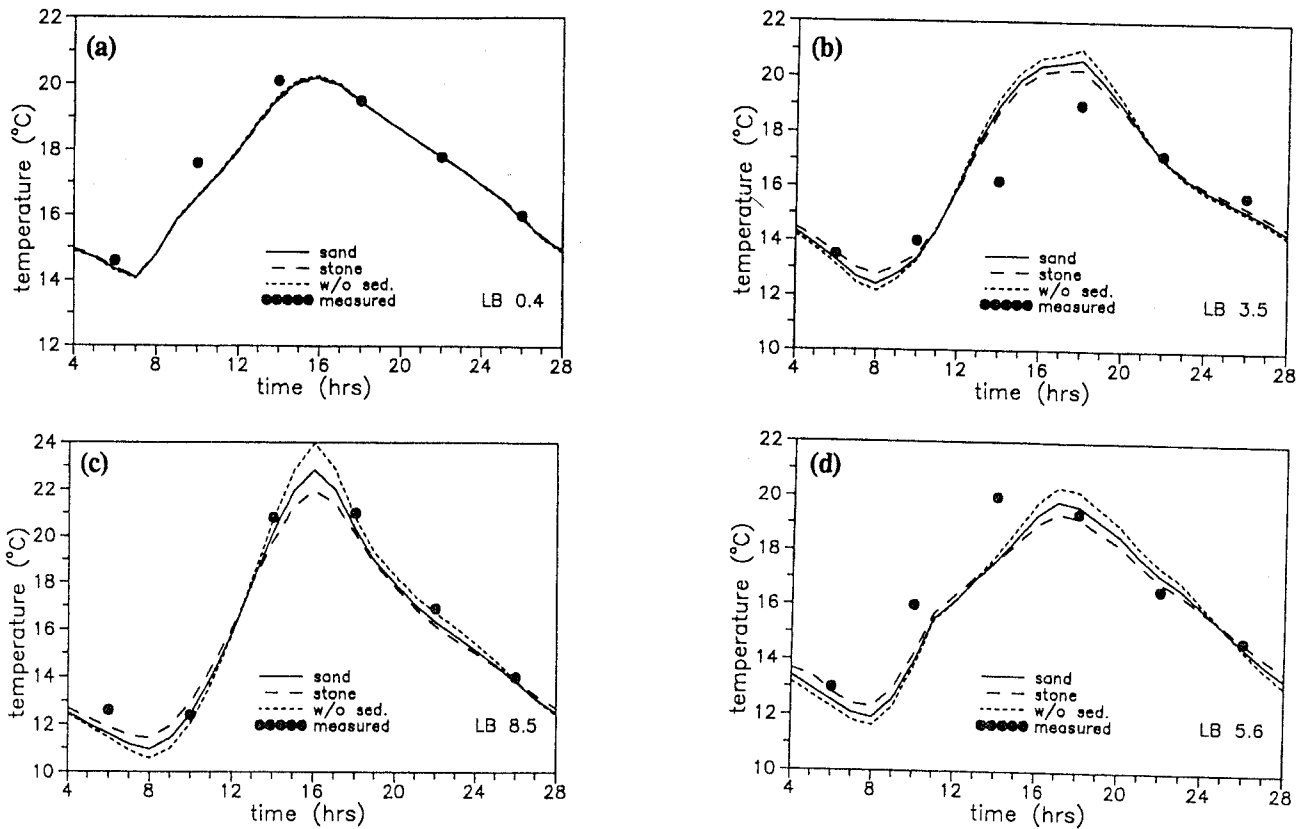 (a)
22
20
18
16
14
12
temperature (°C)
sand
stone
w/o sed.
measured
LB 0.4
4 8 12 16 20 24 28
time (hrs)
(b)
22
20
18
16
14
12
10
temperature (°C)
sand
stone
w/o sed.
measured
LB 3.5
4 8 12 16 20 24 28
time (hrs)
(c)
24
22
20
18
16
14
12
10
temperature (°C)
sand
stone
w/o sed.
measured
LB 8.5
4 8 12 16 20 24 28
time (hrs)
(d)
22
20
18
16
14
12
10
temperature (°C)
sand
stone
w/o sed.
measured
LB 5.6
4 8 12 16 20 24 28
time (hrs)